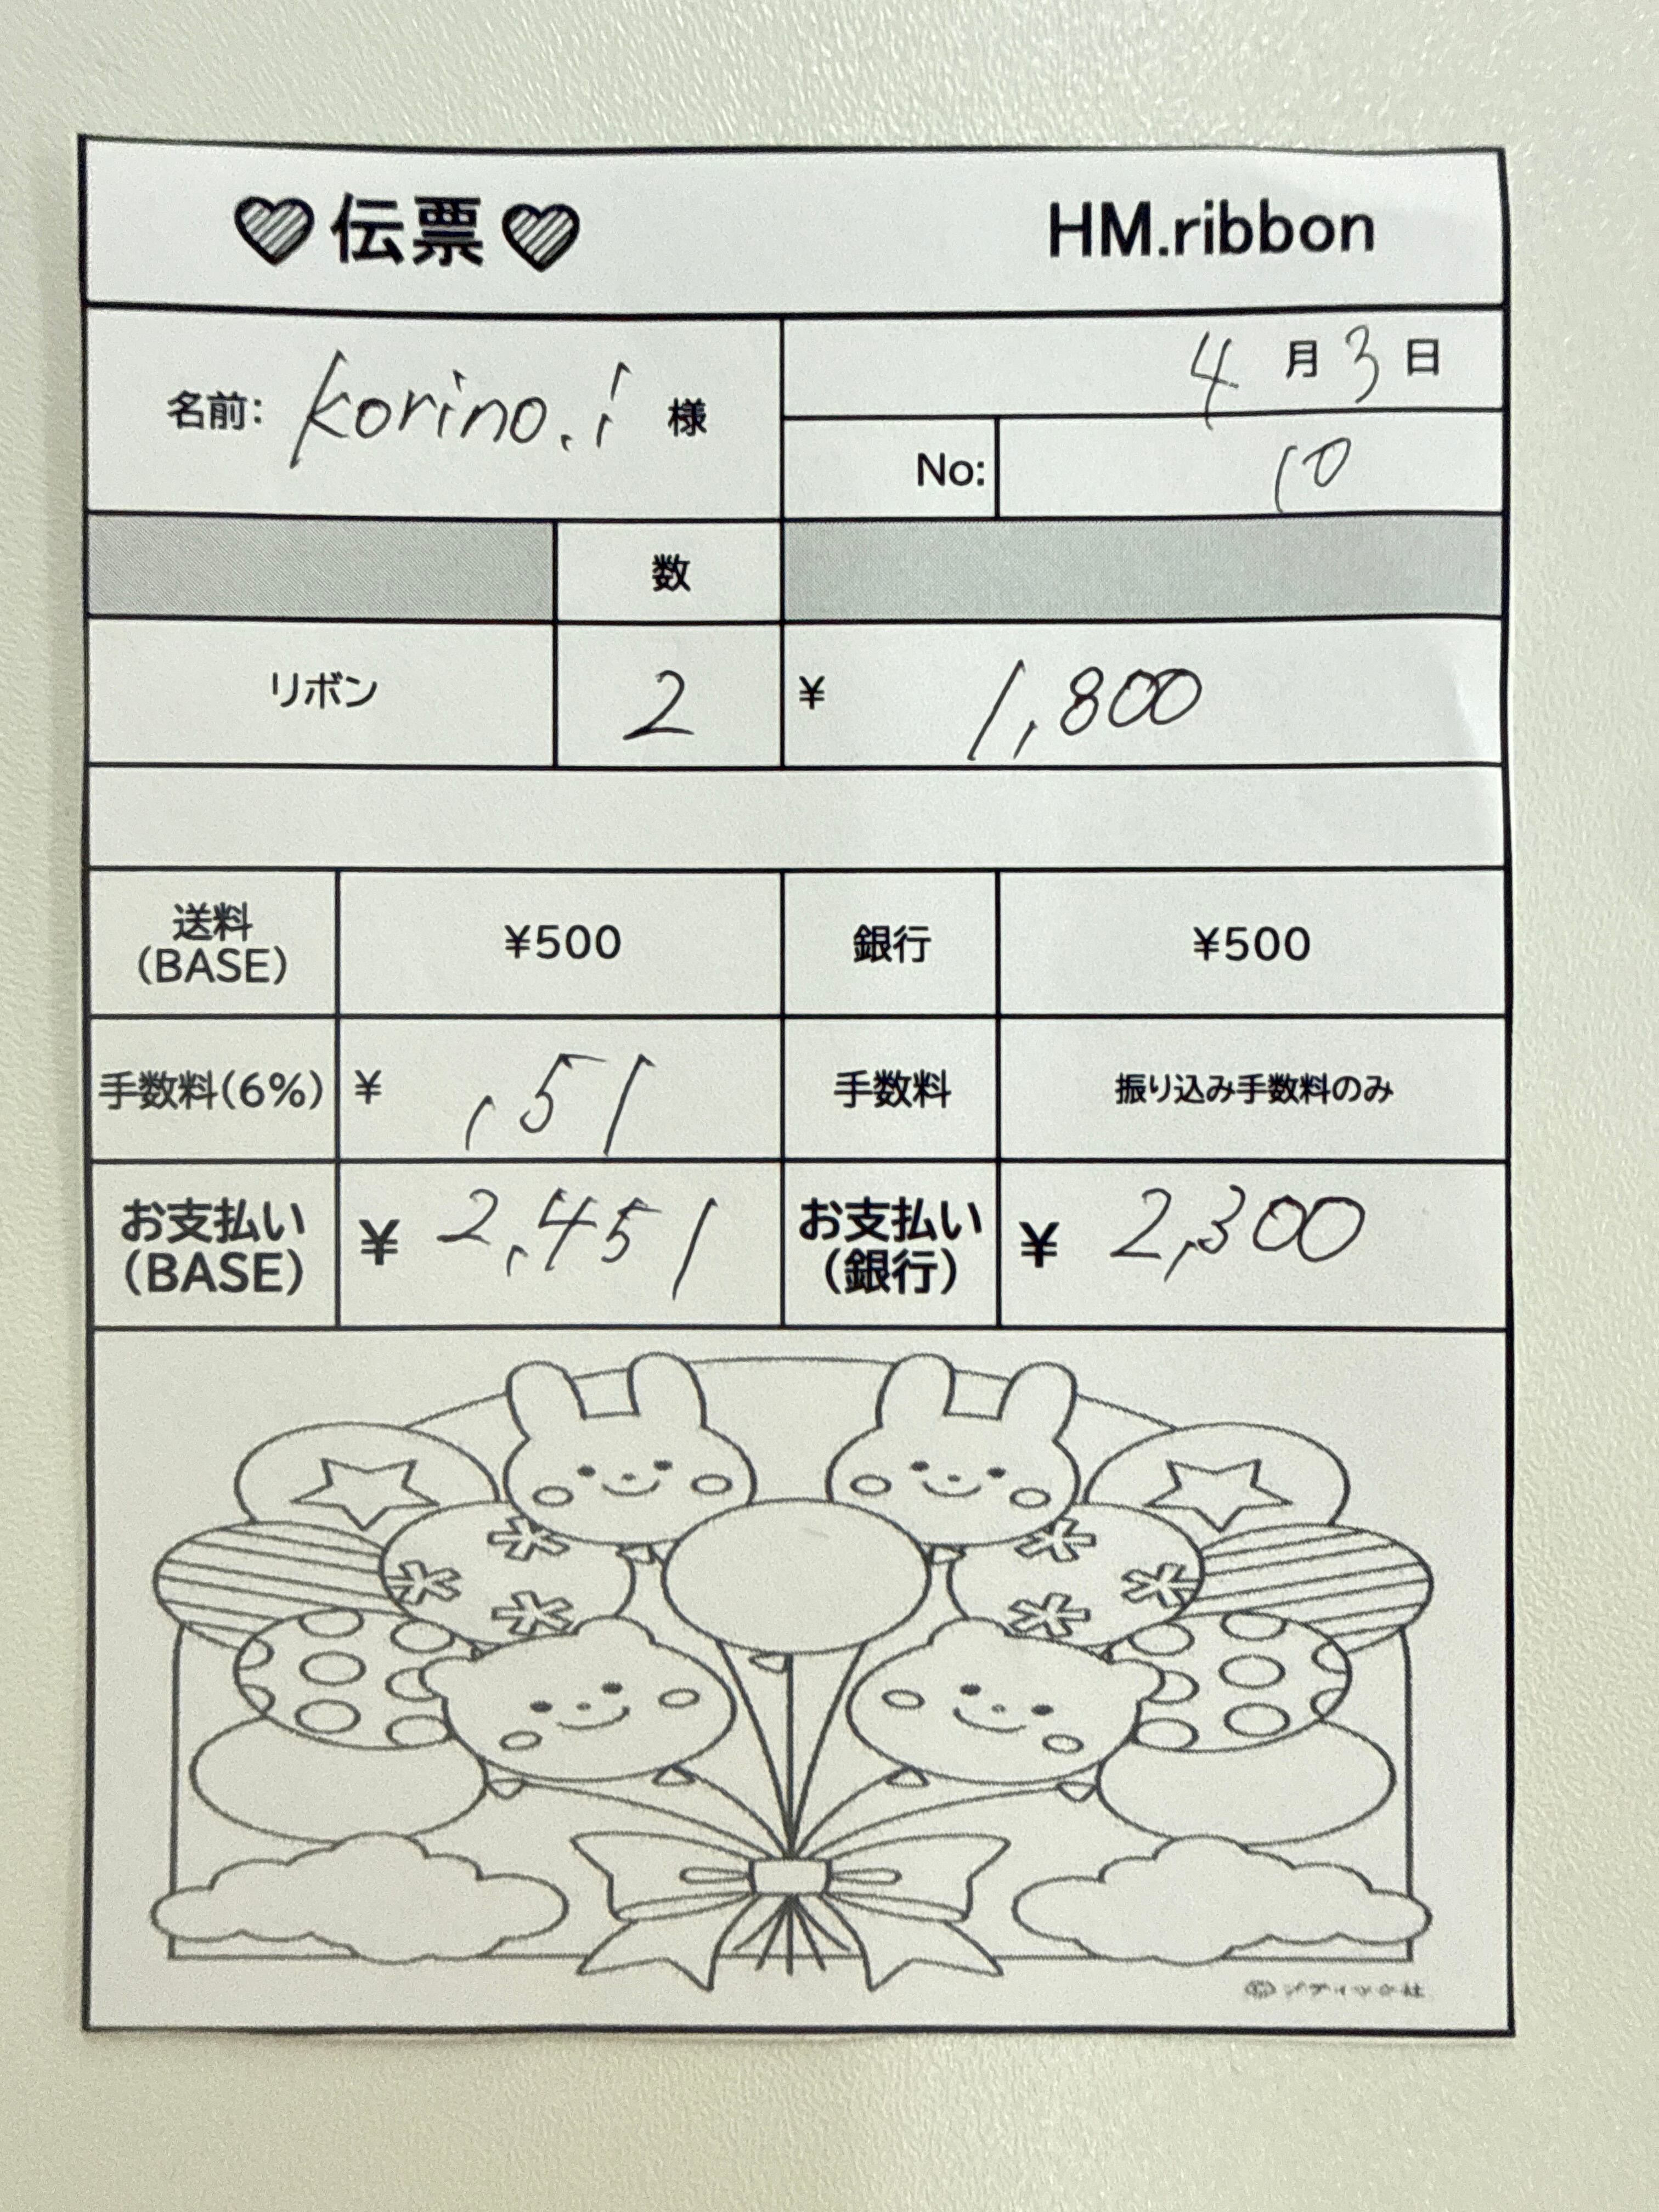 ♡伝票♡ HM.ribbon
名前: korino.i 様
4月3日
No: 10
数
リボン 2 ¥ 1,800
送料(BASE) ¥500 銀行 ¥500
手数料(6%) ¥ ,51 手数料 振り込み手数料のみ
お支払い(BASE) ¥ 2,451 お支払い(銀行) ¥ 2,300